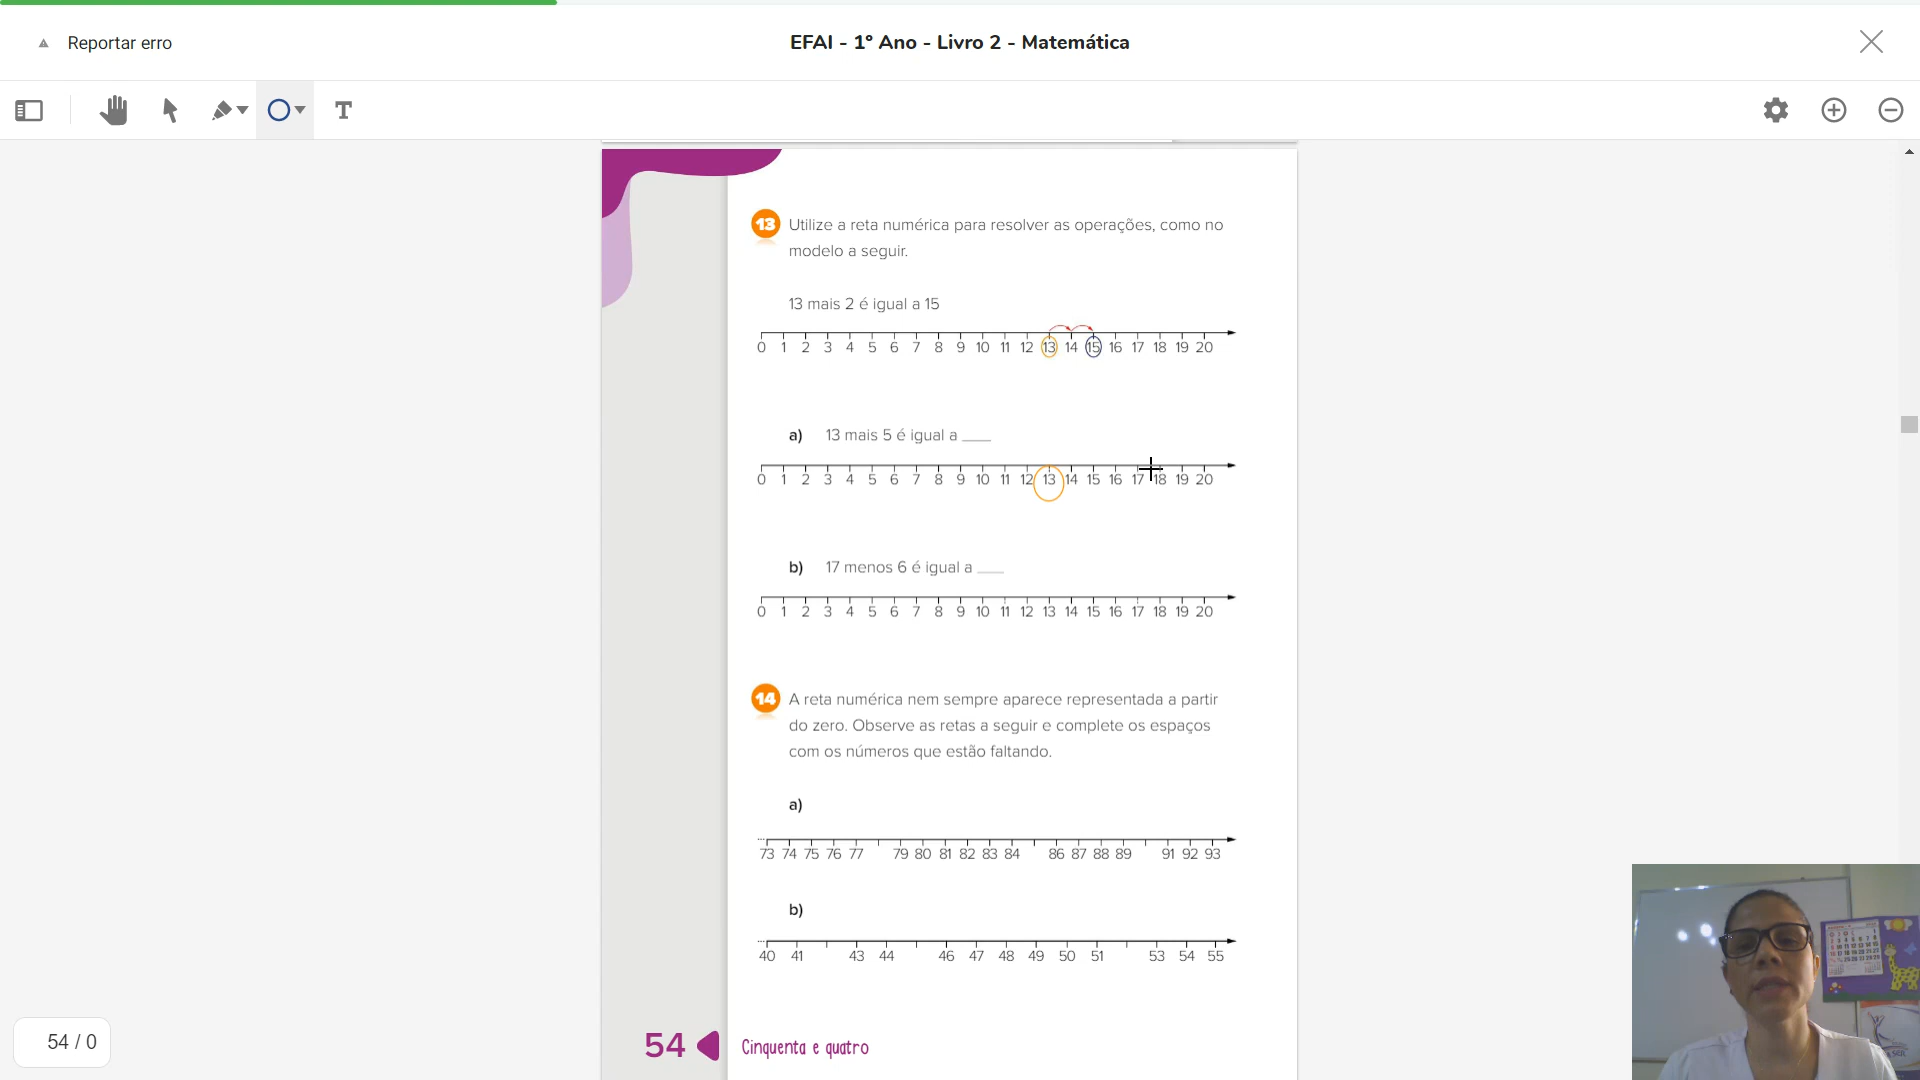 Reportar erro
EFAI - 1º Ano - Livro 2 - Matemática
T
13 Utilize a reta numérica para resolver as operações, como no
modelo a seguir.
13 mais 2 é igual a 15
0 1 2 3 4 5 6 7 8 9 10 11 12 13 14 15 16 17 18 19 20
a) 13 mais 5 é igual a ___
0 1 2 3 4 5 6 7 8 9 10 11 12 13 14 15 16 17 18 19 20
b) 17 menos 6 é igual a ___
0 1 2 3 4 5 6 7 8 9 10 11 12 13 14 15 16 17 18 19 20
14 A reta numérica nem sempre aparece representada a partir
do zero. Observe as retas a seguir e complete os espaços
com os números que estão faltando.
a)
73 74 75 76 77 79 80 81 82 83 84 86 87 88 89 91 92 93
b)
40 41 43 44 46 47 48 49 50 51 53 54 55
54 / 0
54 Cinquenta e quatro